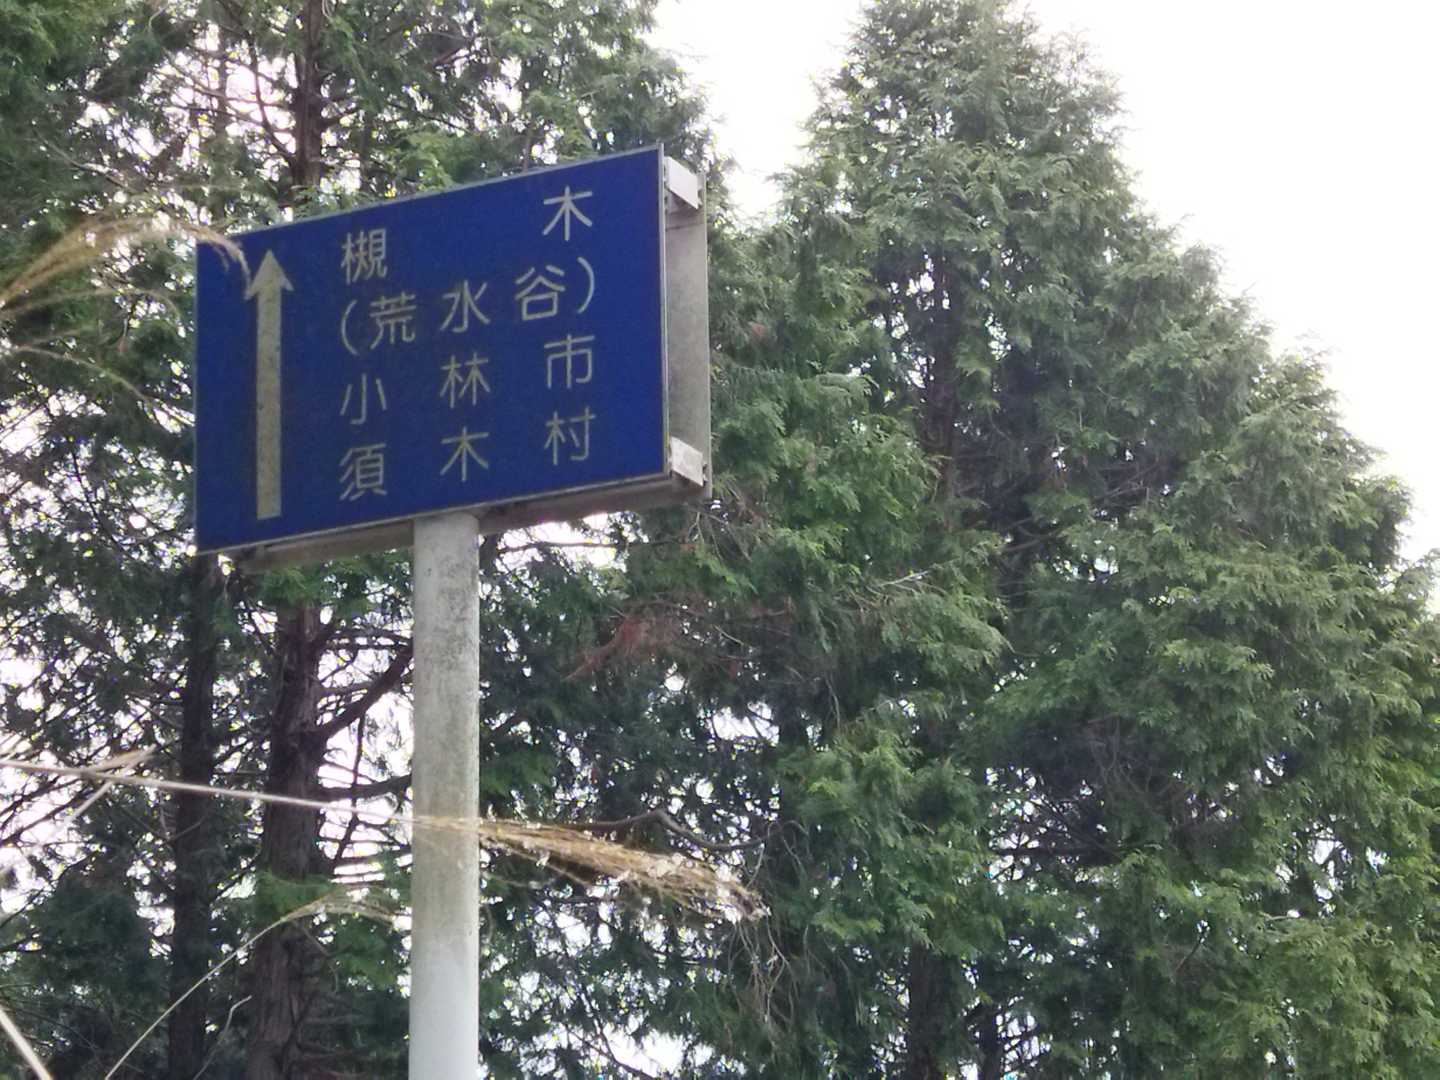 槻 木
(荒 水 谷)
小 林 市
須 木 村